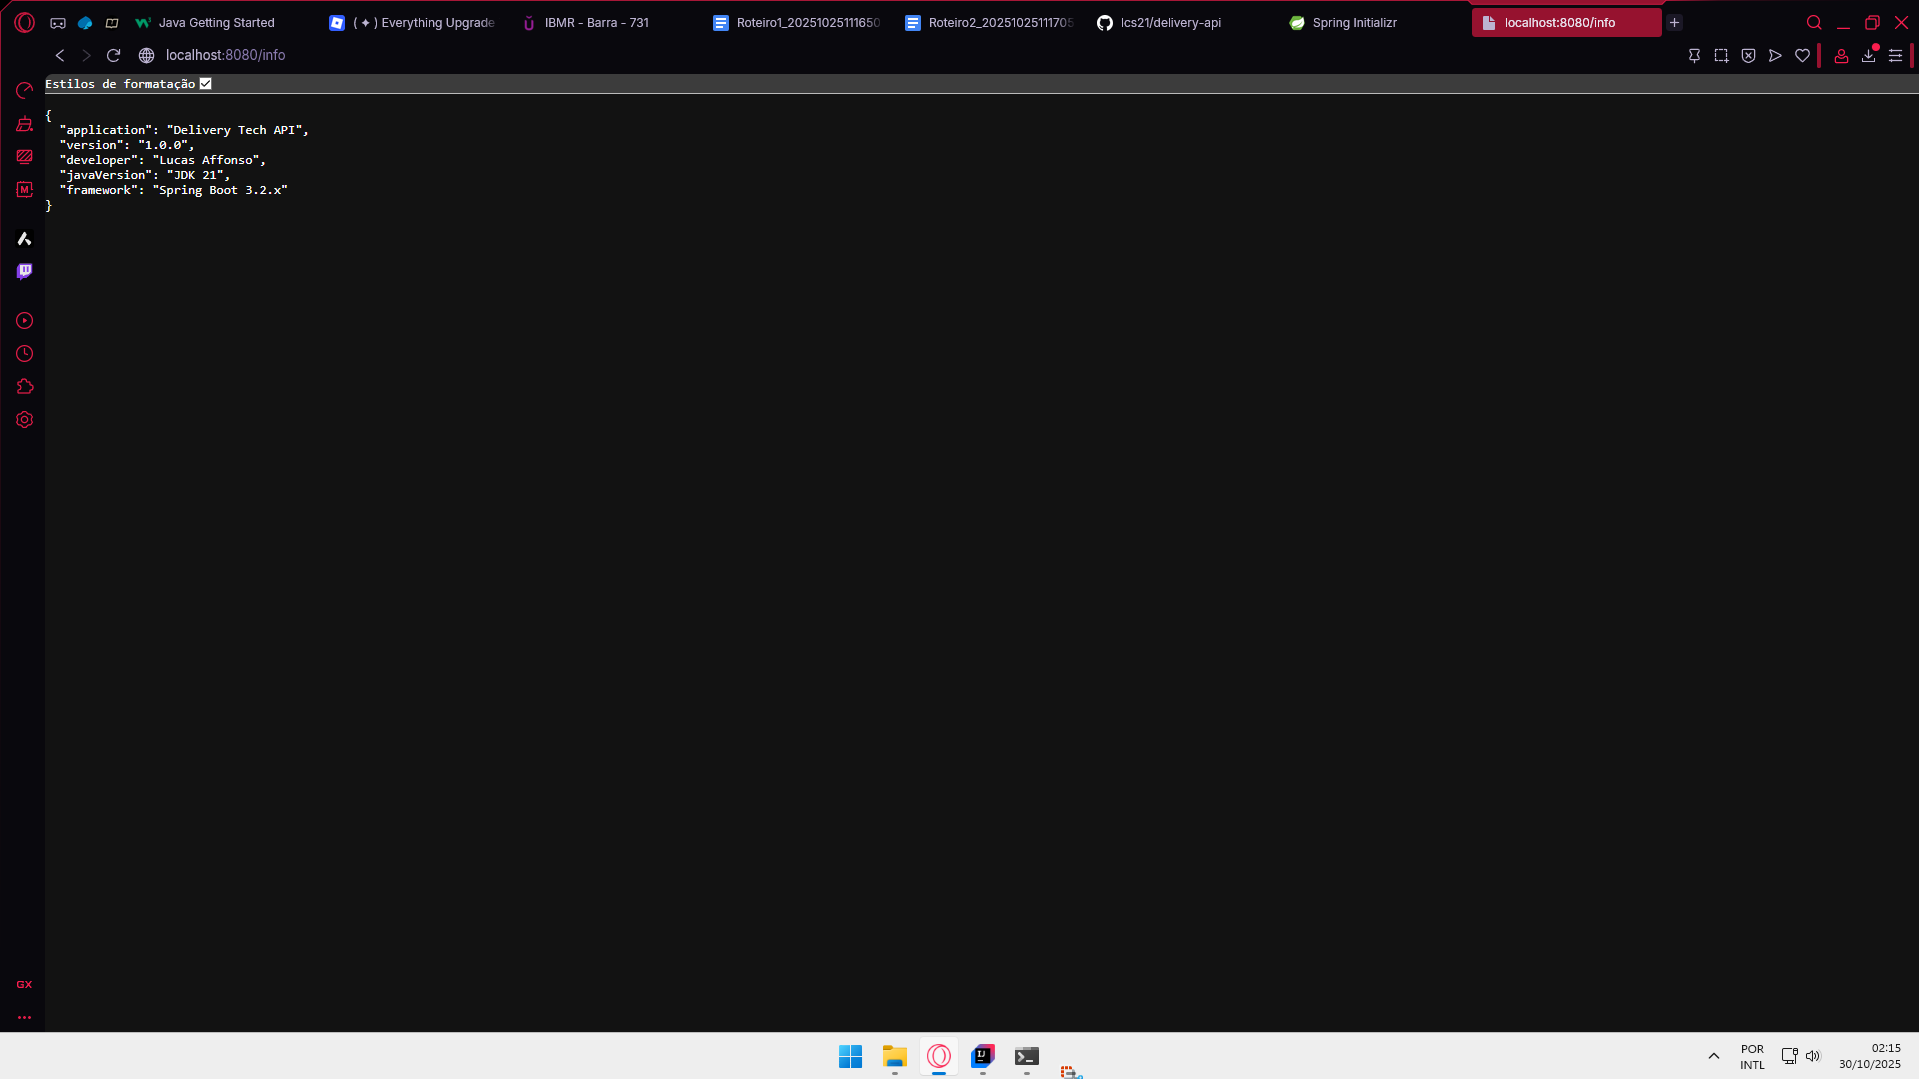 Java Getting Started
( ✦ ) Everything Upgrade
IBMR - Barra - 731
Roteiro1_20251025111650
Roteiro2_20251025111705
lcs21/delivery-api
Spring Initializr
localhost:8080/info
localhost:8080/info
Estilos de formatação
{
"application": "Delivery Tech API",
"version": "1.0.0",
"developer": "Lucas Affonso",
"javaVersion": "JDK 21",
"framework": "Spring Boot 3.2.x"
}
M
GX
IJ
POR
INTL
02:15
30/10/2025